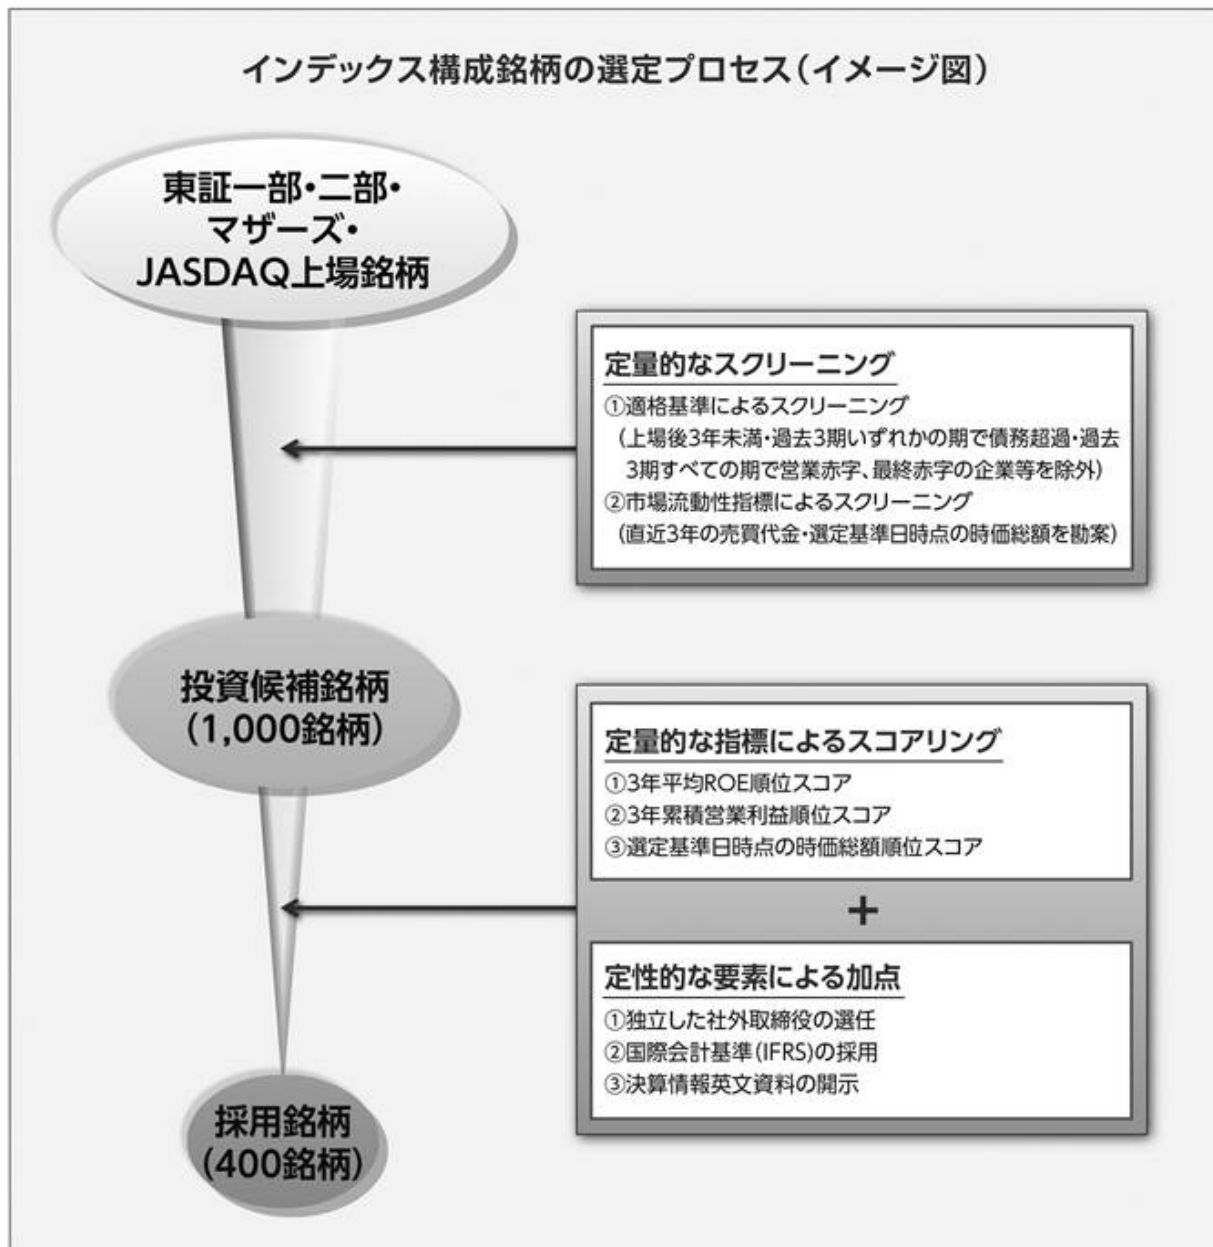 インデックス構成銘柄の選定プロセス(イメージ図)
東証一部・二部・
マザーズ・
JASDAQ上場銘柄
定量的なスクリーニング
①適格基準によるスクリーニング
(上場後3年未満・過去3期いずれかの期で債務超過・過去
3期すべての期で営業赤字、最終赤字の企業等を除外)
②市場流動性指標によるスクリーニング
(直近3年の売買代金・選定基準日時点の時価総額を勘案)
投資候補銘柄
(1,000銘柄)
定量的な指標によるスコアリング
①3年平均ROE順位スコア
②3年累積営業利益順位スコア
③選定基準日時点の時価総額順位スコア
+
定性的な要素による加点
①独立した社外取締役の選任
②国際会計基準(IFRS)の採用
③決算情報英文資料の開示
採用銘柄
(400銘柄)